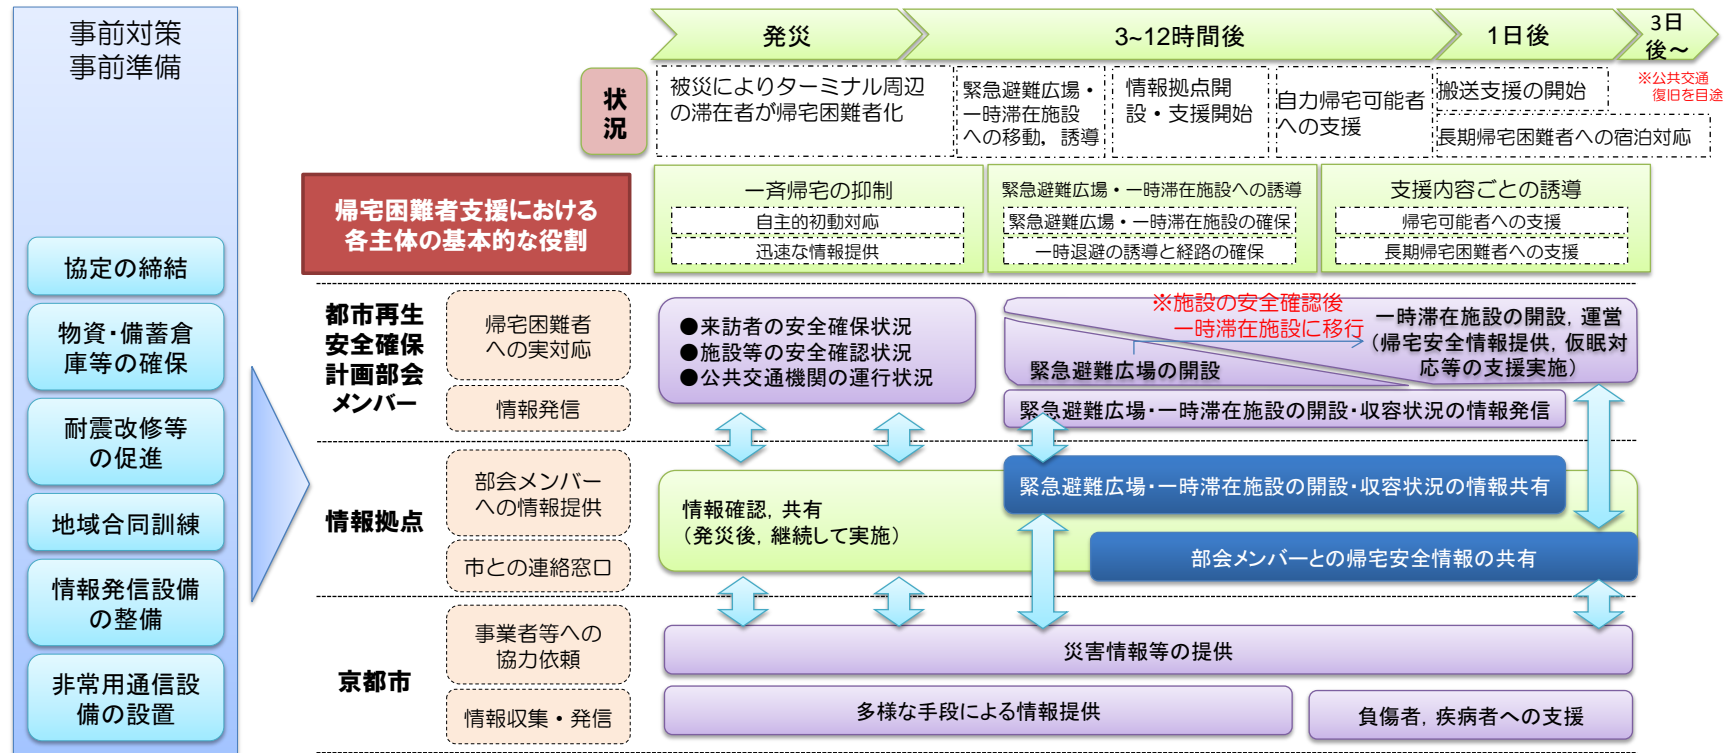 事前対策
事前準備
協定の締結
物資・備蓄倉
庫等の確保
耐震改修等
の促進
地域合同訓練
情報発信設備
の整備
非常用通信設
備の設置
発災
3~12時間後
1日後
3日
後～
状
況
被災によりターミナル周辺
の滞在者が帰宅困難者化
緊急避難広場・
一時滞在施設
への移動，誘導
情報拠点開
設・支援開始
自力帰宅可能者
への支援
搬送支援の開始
※公共交通
復旧を目途
長期帰宅困難者への宿泊対応
帰宅困難者支援における
各主体の基本的な役割
一斉帰宅の抑制
自主的初動対応
迅速な情報提供
緊急避難広場・一時滞在施設への誘導
緊急避難広場・一時滞在施設の確保
一時退避の誘導と経路の確保
支援内容ごとの誘導
帰宅可能者への支援
長期帰宅困難者への支援
都市再生
安全確保
計画部会
メンバー
帰宅困難者
への実対応
情報発信
●来訪者の安全確保状況
●施設等の安全確認状況
●公共交通機関の運行状況
※施設の安全確認後
一時滞在施設に移行
緊急避難広場の開設
一時滞在施設の開設，運営
（帰宅安全情報提供，仮眠対
応等の支援実施）
緊急避難広場・一時滞在施設の開設・収容状況の情報発信
情報拠点
部会メンバー
への情報提供
市との連絡窓口
情報確認，共有
（発災後，継続して実施）
緊急避難広場・一時滞在施設の開設・収容状況の情報共有
部会メンバーとの帰宅安全情報の共有
京都市
事業者等への
協力依頼
情報収集・発信
災害情報等の提供
多様な手段による情報提供
負傷者，疾病者への支援